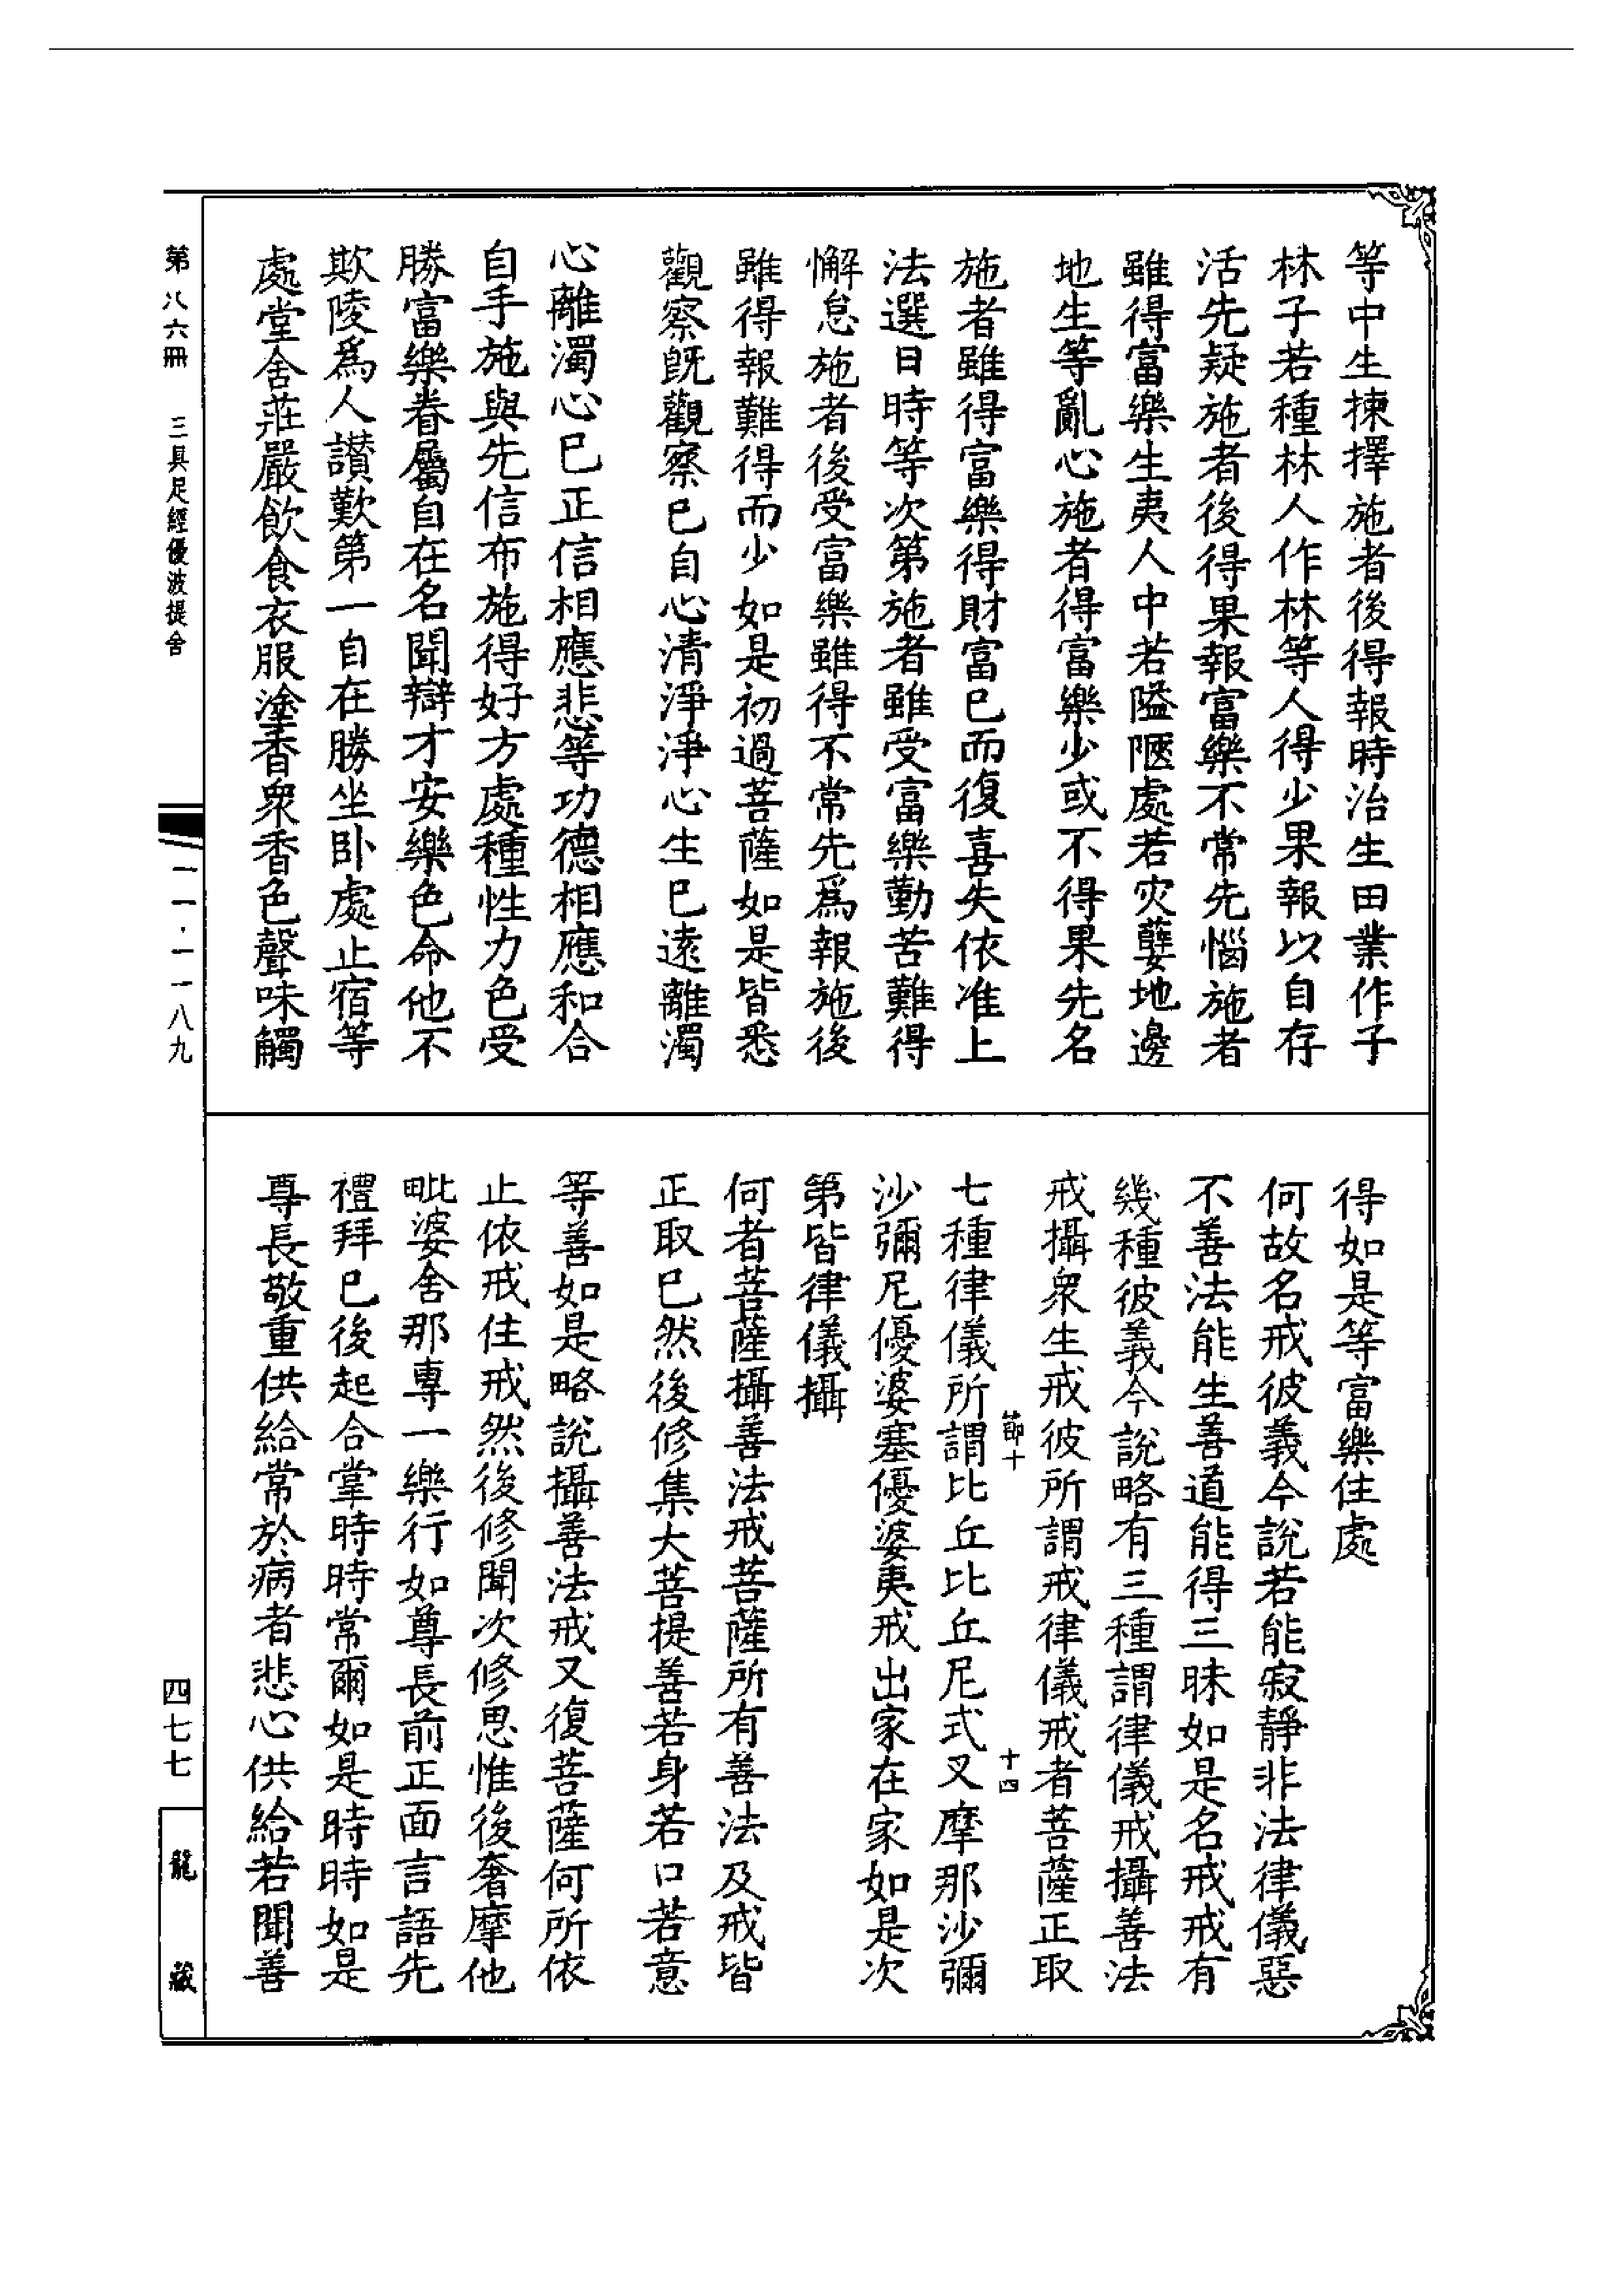 等中生揀擇施者後得報時治生田業作子
林子若種林人作林等人得少果報以自存
活先疑施者後得果報富樂不常先惱施者
雖得富樂生夷人中若隘陋處若灾孽地邊
地生等亂心施者得富樂少或不得果先名
施者雖得富樂得財富已而復喜失依准上
法選日時等次第施者雖受富樂勤苦難得
懈怠施者後受富樂雖得不常先爲報施後
雖得報難得而少如是初過菩薩如是皆悉
觀察旣觀察已自心清淨淨心生已遠離濁
心離濁心已正信相應悲等功德相應和合
自手施與先信布施得好方處種性力色受
勝富樂眷屬自在名聞辯才安樂色命他不
欺陵爲人讃歎第一自在勝坐卧處止宿等
處堂舍莊嚴飲食衣服塗香衆香色聲味觸
得如是等富樂住處
何故名戒彼義今說若能寂靜非法律儀惡
不善法能生善道能得三昧如是名戒戒有
幾種彼義今說略有三種謂律儀戒攝善法
戒攝衆生戒彼所謂戒律儀戒者菩薩正取
節十 十四
七種律儀所謂比丘比丘尼式叉摩那沙彌
沙彌尼優婆塞優婆夷戒出家在家如是次
第皆律儀攝
何者菩薩攝善法戒菩薩所有善法及戒皆
正取已然後修集大菩提善若身若口若意
等善如是略說攝善法戒又復菩薩何所依
止依戒住戒然後修聞次修思惟後奢摩他
毗婆舍那專一樂行如尊長前正面言語先
禮拜已後起合掌時時常爾如是時時如是
尊長敬重供給常於病者悲心供給若聞善
第八六冊 三具足經優波提舍
一一·一一八九
四七七
龍藏